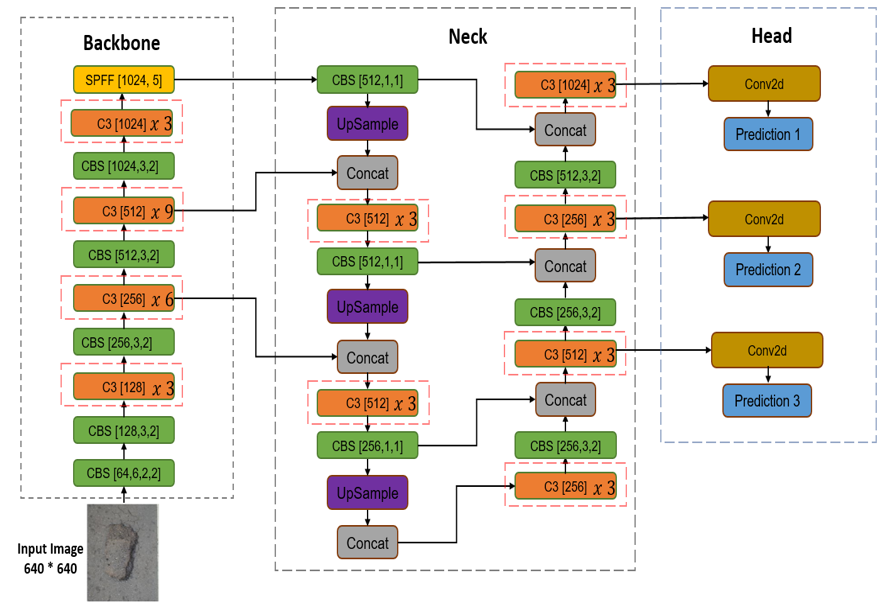 Backbone
SPFF [1024, 5]
C3 [1024] x 3
CBS [1024,3,2]
C3 [512] x 9
CBS [512,3,2]
C3 [256] x 6
CBS [256,3,2]
C3 [128] x 3
CBS [128,3,2]
CBS [64,6,2,2]
Input Image
640 * 640
Neck
CBS [512,1,1]
UpSample
Concat
C3 [512] x 3
CBS [512,1,1]
UpSample
Concat
C3 [512] x 3
CBS [256,1,1]
UpSample
Concat
C3 [1024] x 3
Concat
CBS [512,3,2]
C3 [256] x 3
Concat
CBS [256,3,2]
C3 [512] x 3
Concat
CBS [256,3,2]
C3 [256] x 3
Head
Conv2d
Prediction 1
Conv2d
Prediction 2
Conv2d
Prediction 3